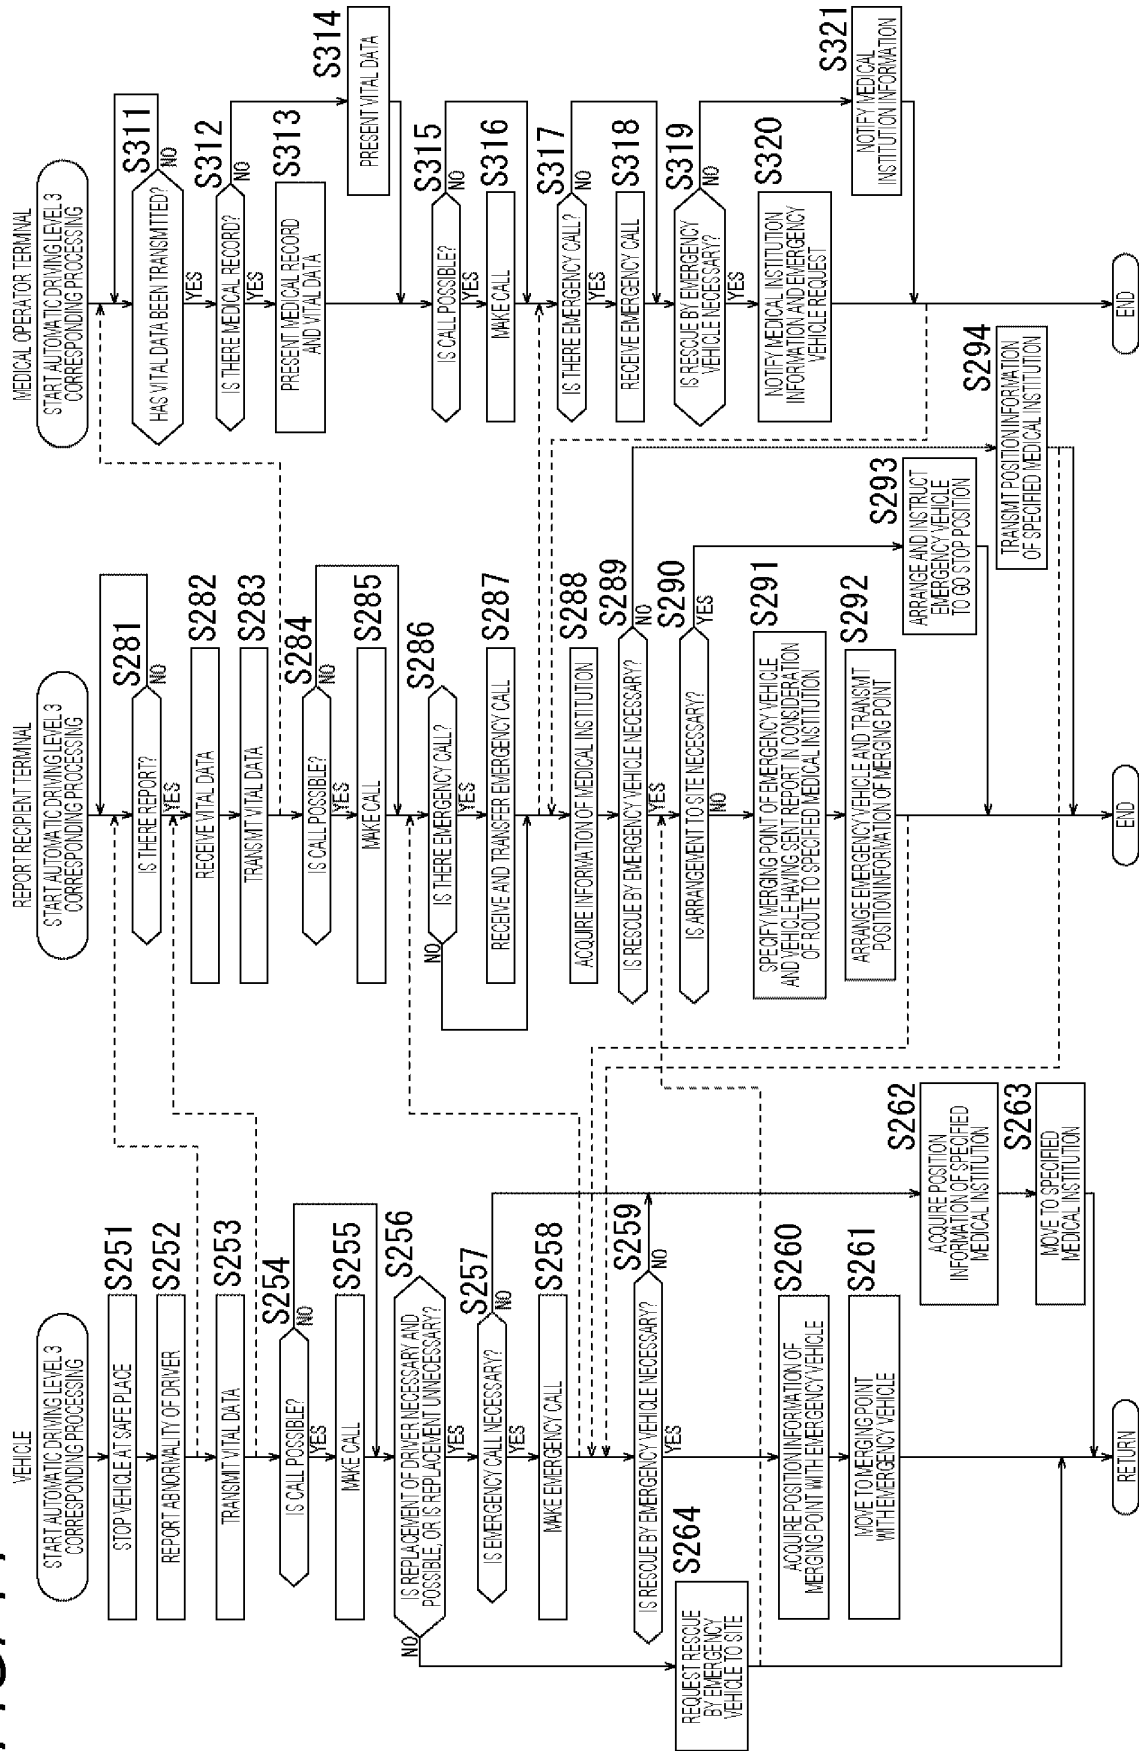 VEHICLE
START AUTOMATIC DRIVING LEVEL 3
CORRESPONDING PROCESSING
S251
STOP VEHICLE AT SAFE PLACE
S252
REPORT ABNORMALITY OF DRIVER
S253
TRANSMIT VITAL DATA
S254
IS CALL POSSIBLE?
NO
YES
S255
MAKE CALL
S256
IS REPLACEMENT OF DRIVER NECESSARY AND
POSSIBLE, OR IS REPLACEMENT UNNECESSARY?
NO
YES
S257
IS EMERGENCY CALL NECESSARY?
NO
YES
S258
MAKE EMERGENCY CALL
S259
IS RESCUE BY EMERGENCY VEHICLE NECESSARY?
NO
YES
S264
REQUEST RESCUE
BY EMERGENCY
VEHICLE TO SITE
S260
ACQUIRE POSITION INFORMATION OF
MERGING POINT WITH EMERGENCY VEHICLE
S261
MOVE TO MERGING POINT
WITH EMERGENCY VEHICLE
S262
ACQUIRE POSITION
INFORMATION OF SPECIFIED
MEDICAL INSTITUTION
S263
MOVE TO SPECIFIED
MEDICAL INSTITUTION
RETURN
REPORT RECIPIENT TERMINAL
START AUTOMATIC DRIVING LEVEL 3
CORRESPONDING PROCESSING
S281
IS THERE REPORT?
NO
YES
S282
RECEIVE VITAL DATA
S283
TRANSMIT VITAL DATA
S284
IS CALL POSSIBLE?
NO
YES
S285
MAKE CALL
S286
IS THERE EMERGENCY CALL?
NO
YES
S287
RECEIVE AND TRANSFER EMERGENCY CALL
S288
ACQUIRE INFORMATION OF MEDICAL INSTITUTION
S289
IS RESCUE BY EMERGENCY VEHICLE NECESSARY?
NO
YES
S290
IS ARRANGEMENT TO SITE NECESSARY?
YES
NO
S291
SPECIFY MERGING POINT OF EMERGENCY VEHICLE
AND VEHICLE HAVING SENT REPORT IN CONSIDERATION
OF ROUTE TO SPECIFIED MEDICAL INSTITUTION
S292
ARRANGE EMERGENCY VEHICLE AND TRANSMIT
POSITION INFORMATION OF MERGING POINT
S293
ARRANGE AND INSTRUCT
EMERGENCY VEHICLE
TO GO STOP POSITION
S294
TRANSMIT POSITION INFORMATION
OF SPECIFIED MEDICAL INSTITUTION
END
MEDICAL OPERATOR TERMINAL
START AUTOMATIC DRIVING LEVEL 3
CORRESPONDING PROCESSING
S311
HAS VITAL DATA BEEN TRANSMITTED?
NO
YES
S312
IS THERE MEDICAL RECORD?
NO
YES
S313
PRESENT MEDICAL RECORD
AND VITAL DATA
S314
PRESENT VITAL DATA
S315
IS CALL POSSIBLE?
NO
YES
S316
MAKE CALL
S317
IS THERE EMERGENCY CALL?
NO
YES
S318
RECEIVE EMERGENCY CALL
S319
IS RESCUE BY EMERGENCY
VEHICLE NECESSARY?
NO
YES
S320
NOTIFY MEDICAL INSTITUTION
INFORMATION AND EMERGENCY
VEHICLE REQUEST
S321
NOTIFY MEDICAL
INSTITUTION INFORMATION
END